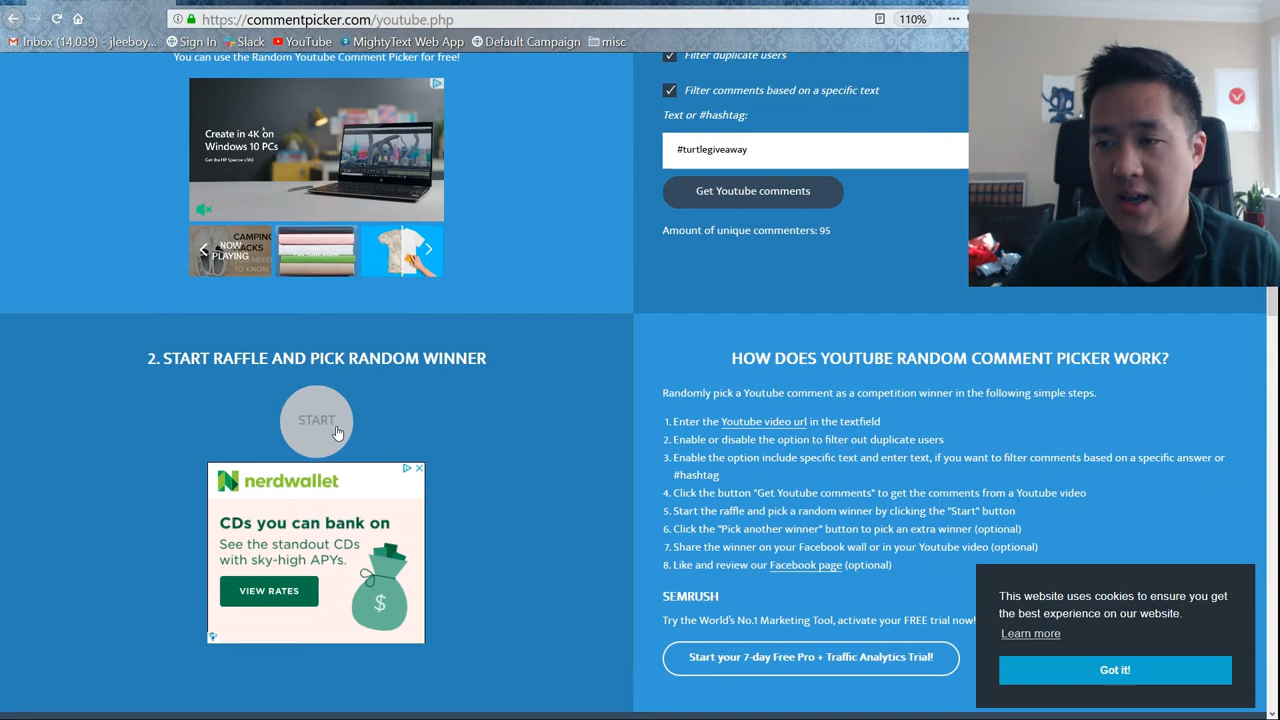 https://commentpicker.com/youtube.php
110%
Inbox (14,039) - jleeboy...
Sign In
Slack
YouTube
MightyText Web App
Default Campaign
misc
You can use the Random Youtube Comment Picker for free!
Create in 4K on
Windows 10 PCs
Get the HP Spectre x360
NOW
PLAYING
CAMPING
Filter duplicate users
Filter comments based on a specific text
Text or #hashtag:
#turtlegiveaway
Get Youtube comments
Amount of unique commenters: 95
2. START RAFFLE AND PICK RANDOM WINNER
START
nerdwallet
CDs you can bank on
See the standout CDs
with sky-high APYs.
VIEW RATES
$
HOW DOES YOUTUBE RANDOM COMMENT PICKER WORK?
Randomly pick a Youtube comment as a competition winner in the following simple steps.
1. Enter the Youtube video url in the textfield
2. Enable or disable the option to filter out duplicate users
3. Enable the option include specific text and enter text, if you want to filter comments based on a specific answer or
#hashtag
4. Click the button "Get Youtube comments" to get the comments from a Youtube video
5. Start the raffle and pick a random winner by clicking the "Start" button
6. Click the "Pick another winner" button to pick an extra winner (optional)
7. Share the winner on your Facebook wall or in your Youtube video (optional)
8. Like and review our Facebook page (optional)
SEMRUSH
Try the World's No.1 Marketing Tool, activate your FREE trial now!
Start your 7-day Free Pro + Traffic Analytics Trial!
This website uses cookies to ensure you get
the best experience on our website.
Learn more
Got it!